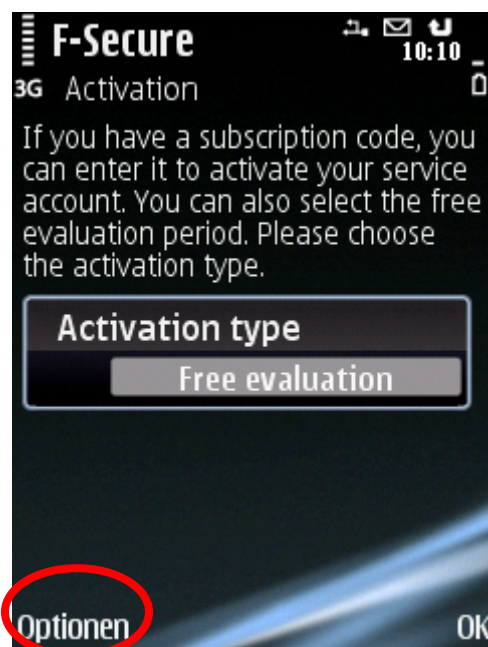 F-Secure
10:10
3G Activation
If you have a subscription code, you
can enter it to activate your service
account. You can also select the free
evaluation period. Please choose
the activation type.
Activation type
Free evaluation
Optionen OK